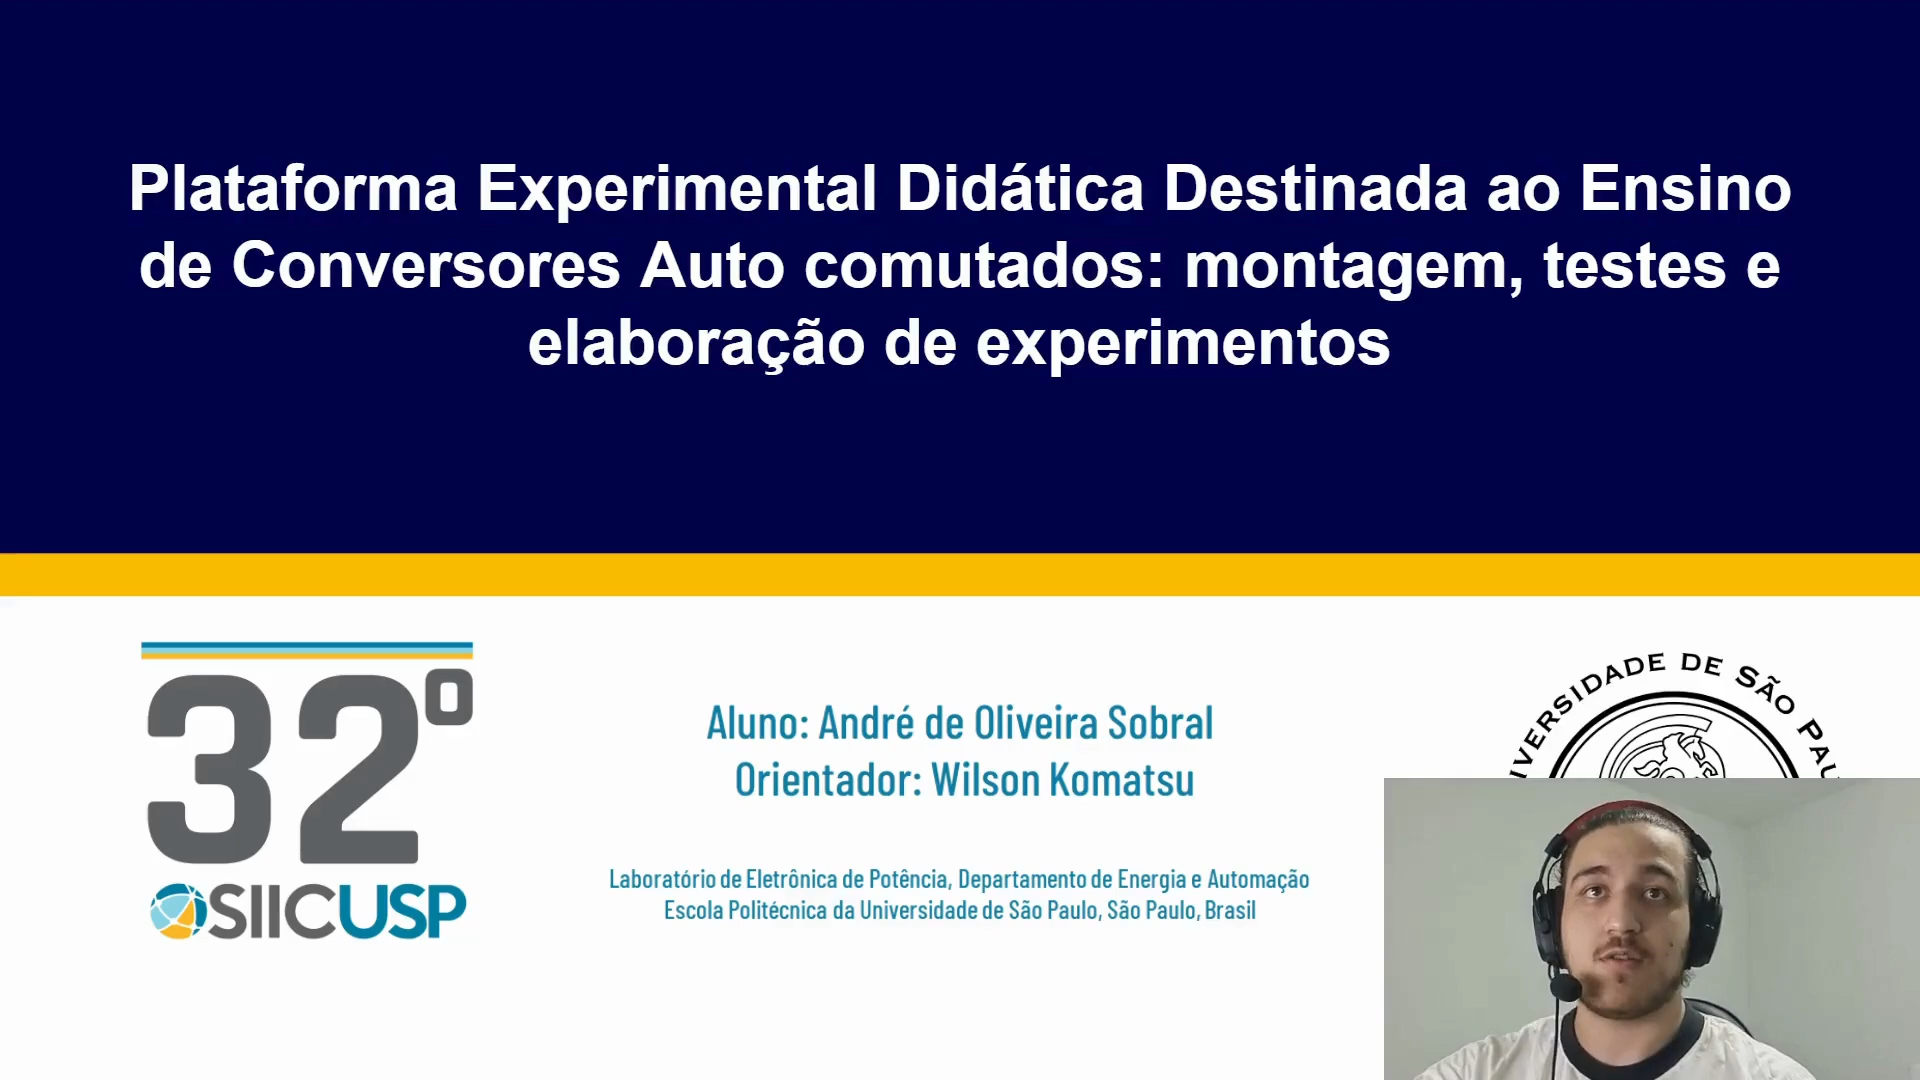 Plataforma Experimental Didática Destinada ao Ensino
de Conversores Auto comutados: montagem, testes e
elaboração de experimentos
32º
SIICUSP
Aluno: André de Oliveira Sobral
Orientador: Wilson Komatsu
Laboratório de Eletrônica de Potência, Departamento de Energia e Automação
Escola Politécnica da Universidade de São Paulo, São Paulo, Brasil
IVERSIDADE DE SÃO PAU